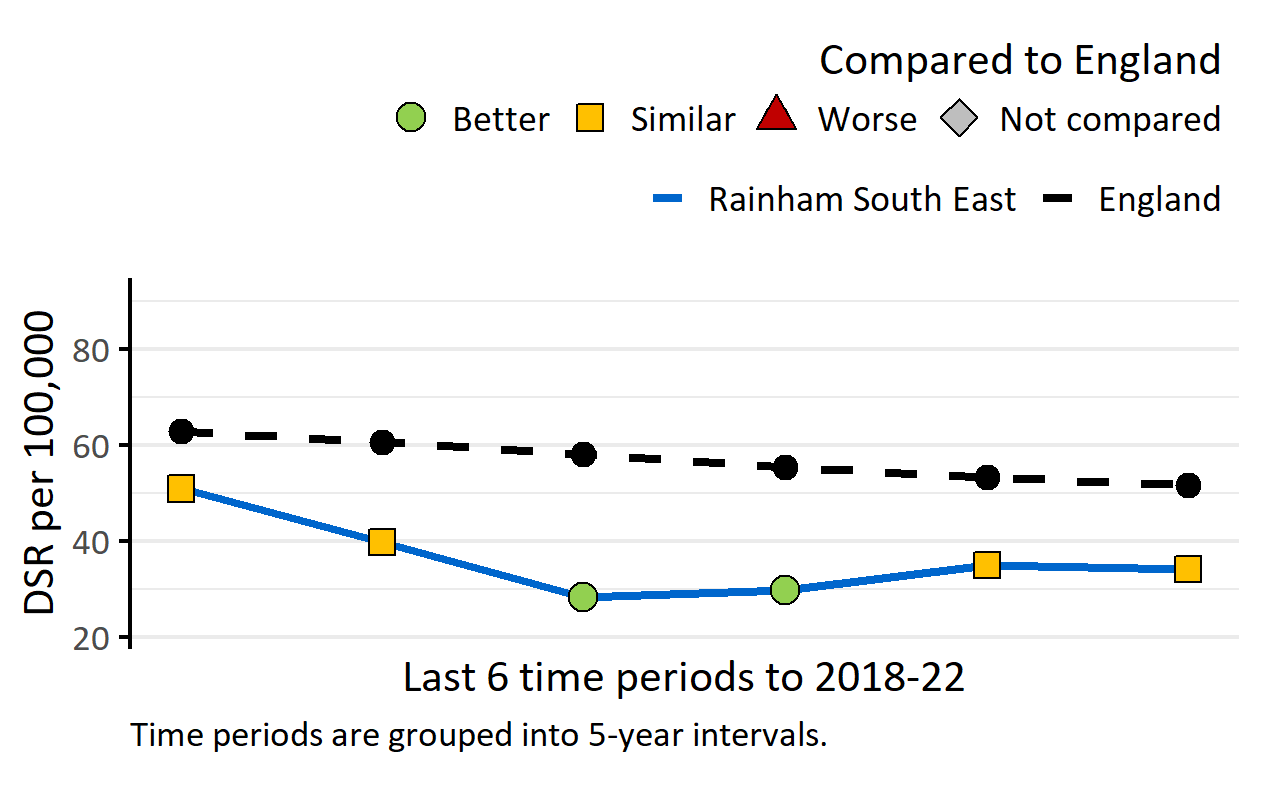 Compared to England
Better Similar Worse Not compared
Rainham South East England
DSR per 100,000
80
60
40
20
Last 6 time periods to 2018-22
Time periods are grouped into 5-year intervals.